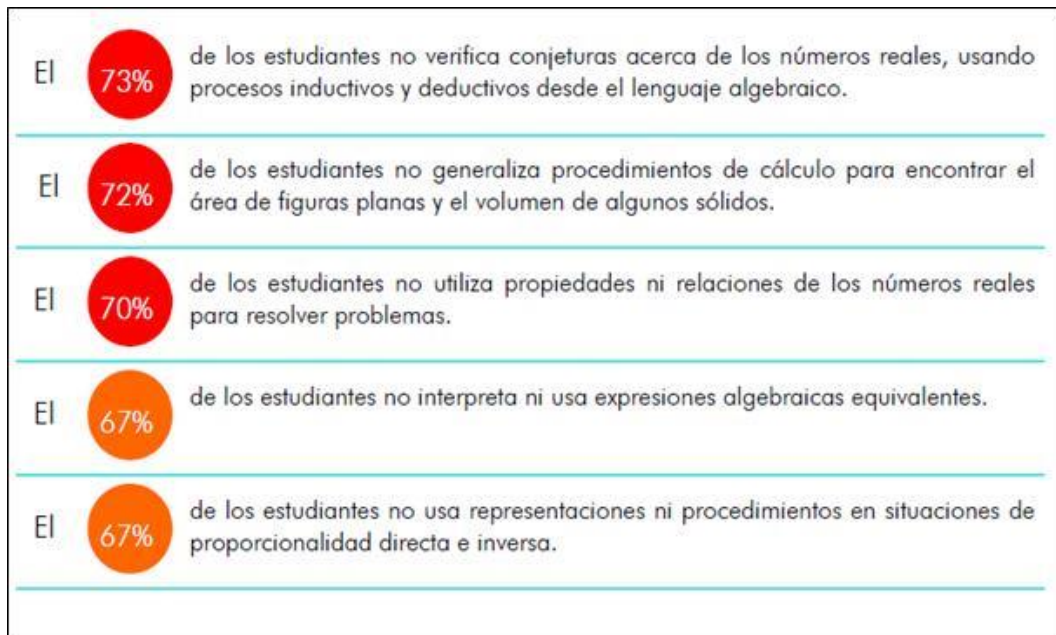 El 73% de los estudiantes no verifica conjeturas acerca de los números reales, usando
procesos inductivos y deductivos desde el lenguaje algebraico.
El 72% de los estudiantes no generaliza procedimientos de cálculo para encontrar el
área de figuras planas y el volumen de algunos sólidos.
El 70% de los estudiantes no utiliza propiedades ni relaciones de los números reales
para resolver problemas.
El 67% de los estudiantes no interpreta ni usa expresiones algebraicas equivalentes.
El 67% de los estudiantes no usa representaciones ni procedimientos en situaciones de
proporcionalidad directa e inversa.